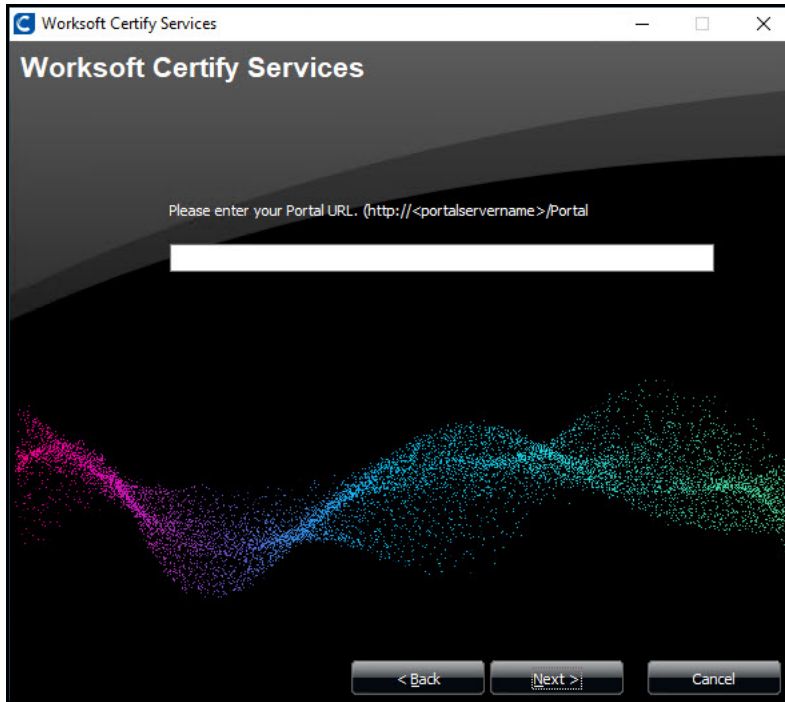 Worksoft Certify Services
Worksoft Certify Services
Please enter your Portal URL. (http://<portalservername>/Portal
< Back
Next >
Cancel